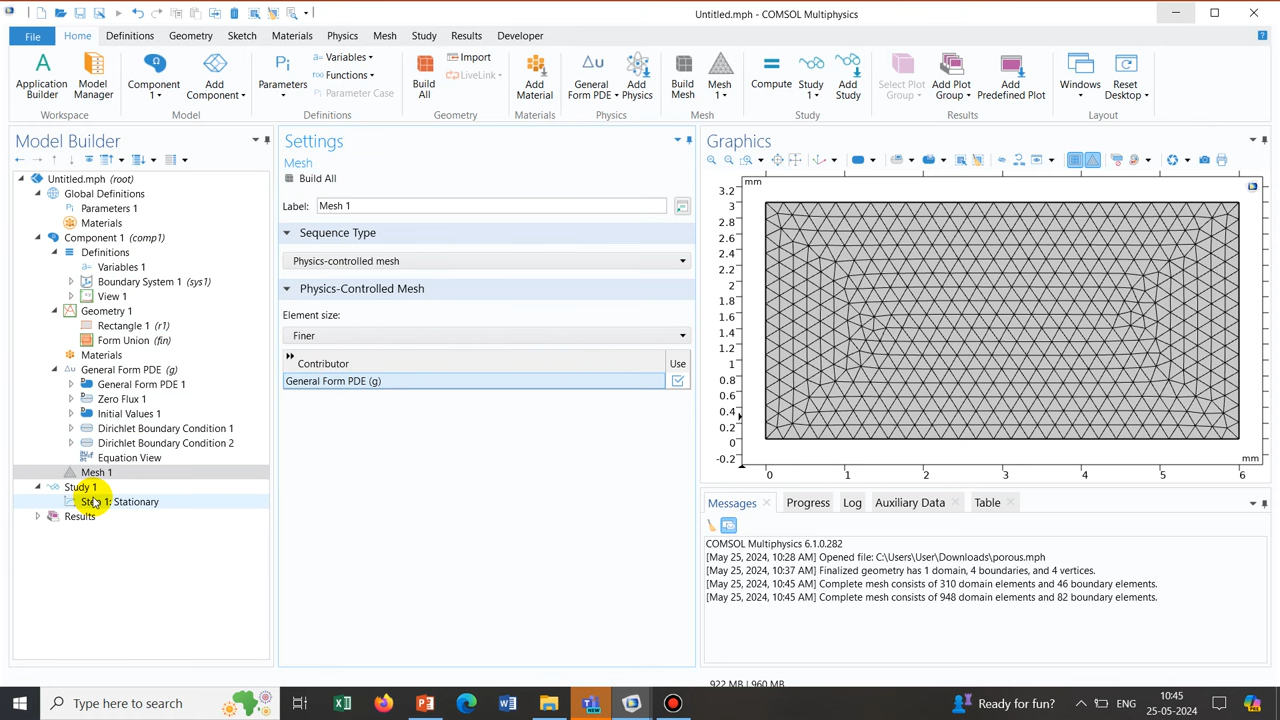 Untitled.mph - COMSOL Multiphysics
File Home Definitions Geometry Sketch Materials Physics Mesh Study Results Developer
Application Builder
Model Manager
Workspace
Component 1
Add Component
Model
Parameters
Variables
Functions
Parameter Case
Definitions
Build All
Import
LiveLink
Geometry
Add Material
Materials
General Form PDE
Add Physics
Physics
Build Mesh
Mesh 1
Mesh
Compute
Study 1
Add Study
Study
Select Plot Group
Add Plot Group
Add Predefined Plot
Results
Windows
Reset Desktop
Layout
Model Builder
Untitled.mph (root)
Global Definitions
Parameters 1
Materials
Component 1 (comp1)
Definitions
Variables 1
Boundary System 1 (sys1)
View 1
Geometry 1
Rectangle 1 (r1)
Form Union (fin)
Materials
General Form PDE (g)
General Form PDE 1
Zero Flux 1
Initial Values 1
Dirichlet Boundary Condition 1
Dirichlet Boundary Condition 2
Equation View
Mesh 1
Study 1
Step 1: Stationary
Results
Settings
Mesh
Build All
Label: Mesh 1
Sequence Type
Physics-controlled mesh
Physics-Controlled Mesh
Element size:
Finer
Contributor Use
General Form PDE (g)
Graphics
mm
3.2
3
2.8
2.6
2.4
2.2
2
1.8
1.6
1.4
1.2
1
0.8
0.6
0.4
0.2
0
-0.2
0 1 2 3 4 5 6
mm
Messages Progress Log Auxiliary Data Table
COMSOL Multiphysics 6.1.0.282
[May 25, 2024, 10:28 AM] Opened file: C:\Users\User\Downloads\porous.mph
[May 25, 2024, 10:37 AM] Finalized geometry has 1 domain, 4 boundaries, and 4 vertices.
[May 25, 2024, 10:45 AM] Complete mesh consists of 310 domain elements and 46 boundary elements.
[May 25, 2024, 10:45 AM] Complete mesh consists of 948 domain elements and 82 boundary elements.
922 MB | 960 MB
Type here to search
Ready for fun?
ENG
10:45
25-05-2024